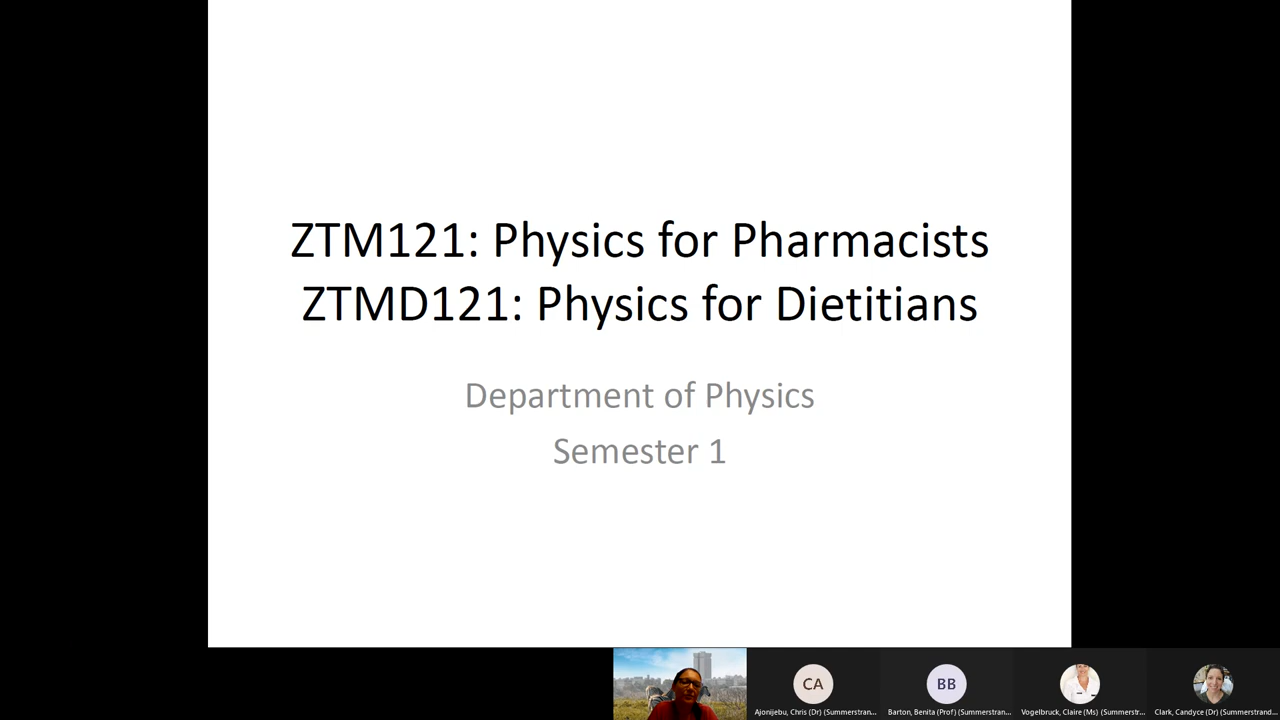 ZTM121: Physics for Pharmacists
ZTMD121: Physics for Dietitians
Department of Physics
Semester 1
CA
BB
Ajonijebu, Chris (Dr) (Summerstran...
Barton, Benita (Prof) (Summerstran...
Vogelbruck, Claire (Ms) (Summerstr...
Clark, Candyce (Dr) (Summerstrand...